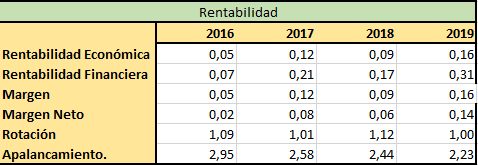 Rentabilidad
2016 2017 2018 2019
Rentabilidad Económica 0,05 0,12 0,09 0,16
Rentabilidad Financiera 0,07 0,21 0,17 0,31
Margen 0,05 0,12 0,09 0,16
Margen Neto 0,02 0,08 0,06 0,14
Rotación 1,09 1,01 1,12 1,00
Apalancamiento. 2,95 2,58 2,44 2,23